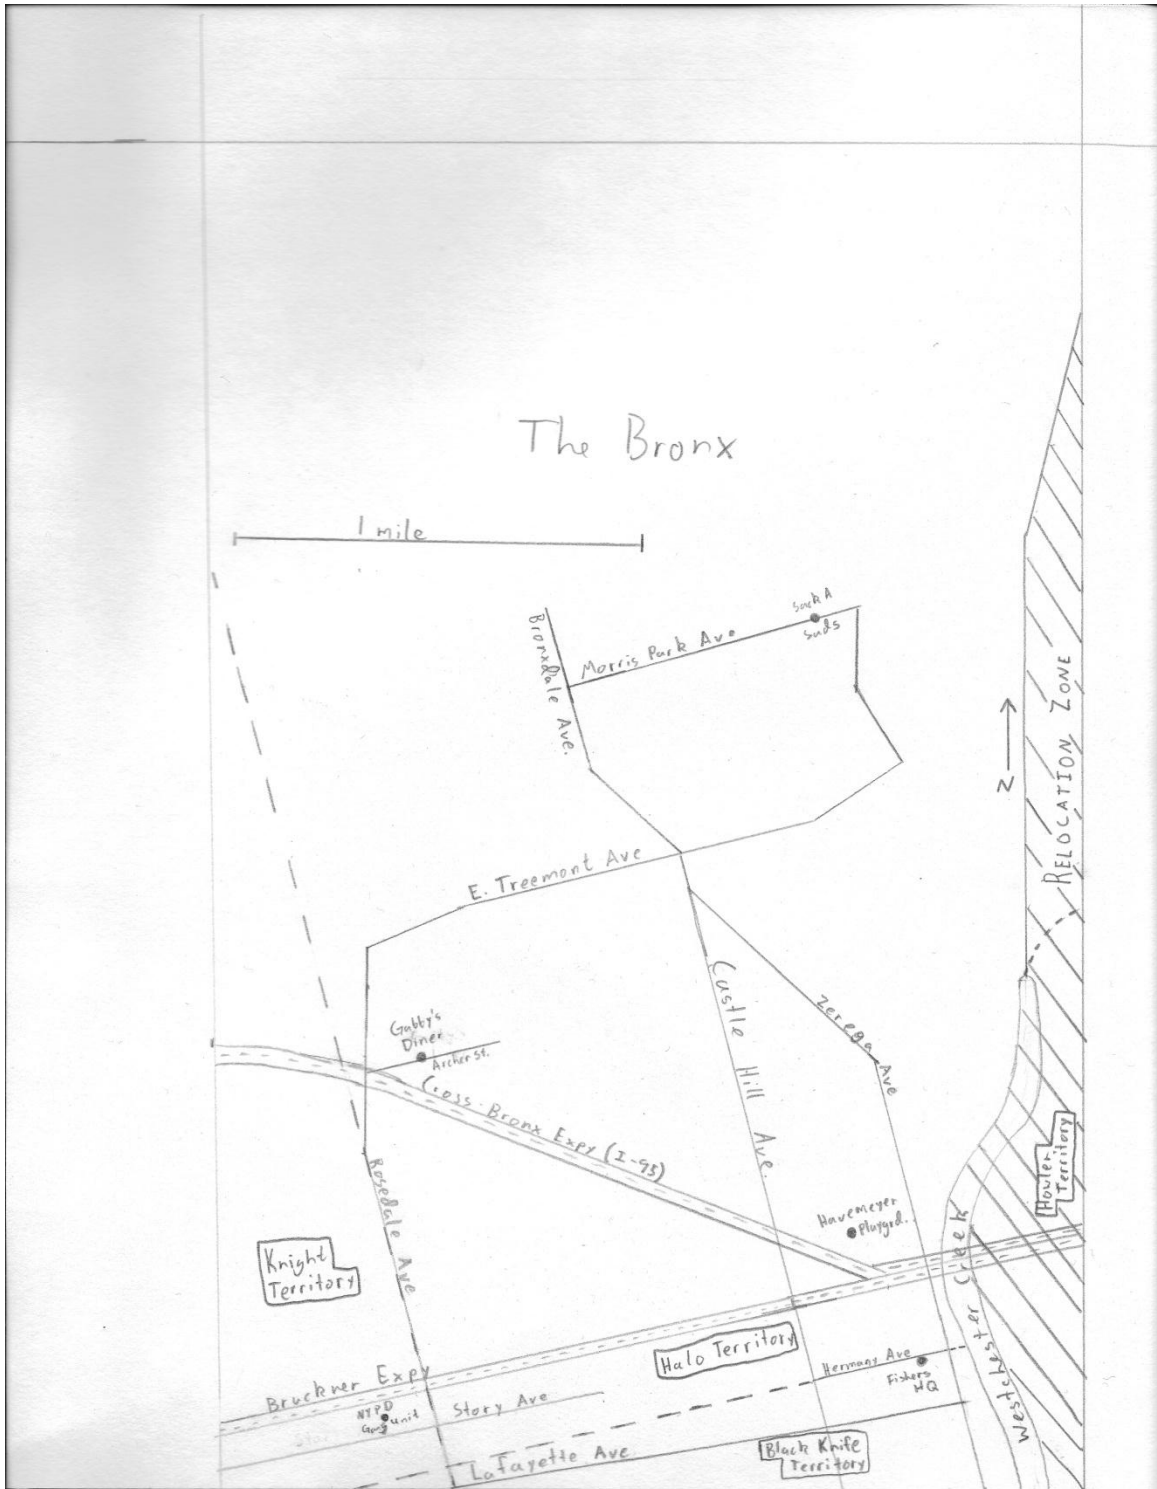 The Bronx
1 mile
Bronxdale Ave.
Morris Park Ave
Sock A
Suds
N
RELOCATION ZONE
E. Treemont Ave
Castle Hill Ave.
Zerega Ave
Gabby's
Diner
Archer St.
Cross-Bronx Expy (I-95)
Howler
Territory
Rosedale Ave
Havemeyer
Playgrd.
Knight
Territory
Westchester Creek
Halo Territory
Hermany Ave
Fishers
HQ
Bruckner Expy
NYPD
Gang Unit
Story Ave
Lafayette Ave
Black Knife
Territory